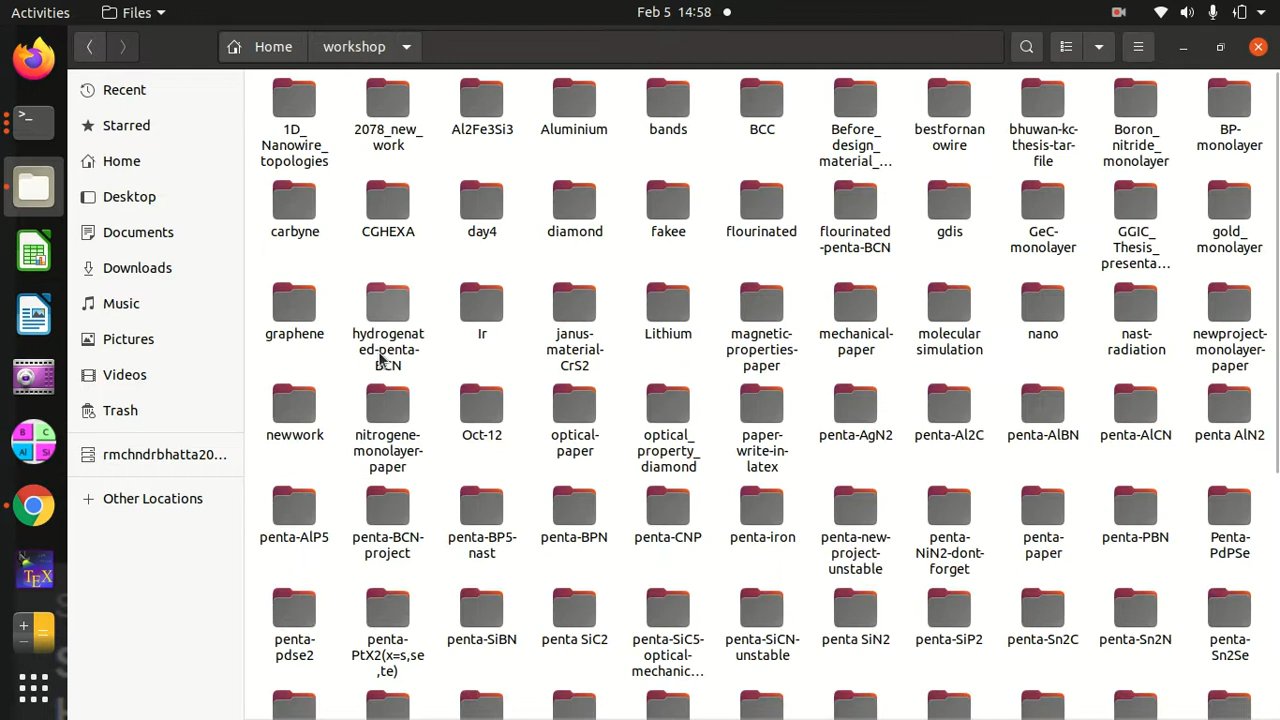 Activities
Files
Feb 5 14:58
Home
workshop
Recent
Starred
Home
Desktop
Documents
Downloads
Music
Pictures
Videos
Trash
rmchndrbhatta20...
Other Locations
1D_
Nanowire_
topologies
2078_new_
work
Al2Fe3Si3
Aluminium
bands
BCC
Before_
design_
material_...
bestfornan
owire
bhuwan-kc-
thesis-tar-
file
Boron_
nitride_
monolayer
BP-
monolayer
carbyne
CGHEXA
day4
diamond
fakee
flourinated
flourinated
-penta-BCN
gdis
GeC-
monolayer
GGIC_
Thesis_
presenta...
gold_
monolayer
graphene
hydrogenat
ed-penta-
BCN
Ir
janus-
material-
CrS2
Lithium
magnetic-
properties-
paper
mechanical-
paper
molecular
simulation
nano
nast-
radiation
newproject-
monolayer-
paper
newwork
nitrogene-
monolayer-
paper
Oct-12
optical-
paper
optical_
property_
diamond
paper-
write-in-
latex
penta-AgN2
penta-Al2C
penta-AlBN
penta-AlCN
penta AlN2
penta-AlP5
penta-BCN-
project
penta-BP5-
nast
penta-BPN
penta-CNP
penta-iron
penta-new-
project-
unstable
penta-
NiN2-dont-
forget
penta-
paper
penta-PBN
Penta-
PdPSe
penta-
pdse2
penta-
PtX2(x=s,se
,te)
penta-SiBN
penta SiC2
penta-SiC5-
optical-
mechanic...
penta-SiCN-
unstable
penta SiN2
penta-SiP2
penta-Sn2C
penta-Sn2N
penta-
Sn2Se
B
C
Al
Si
TEX